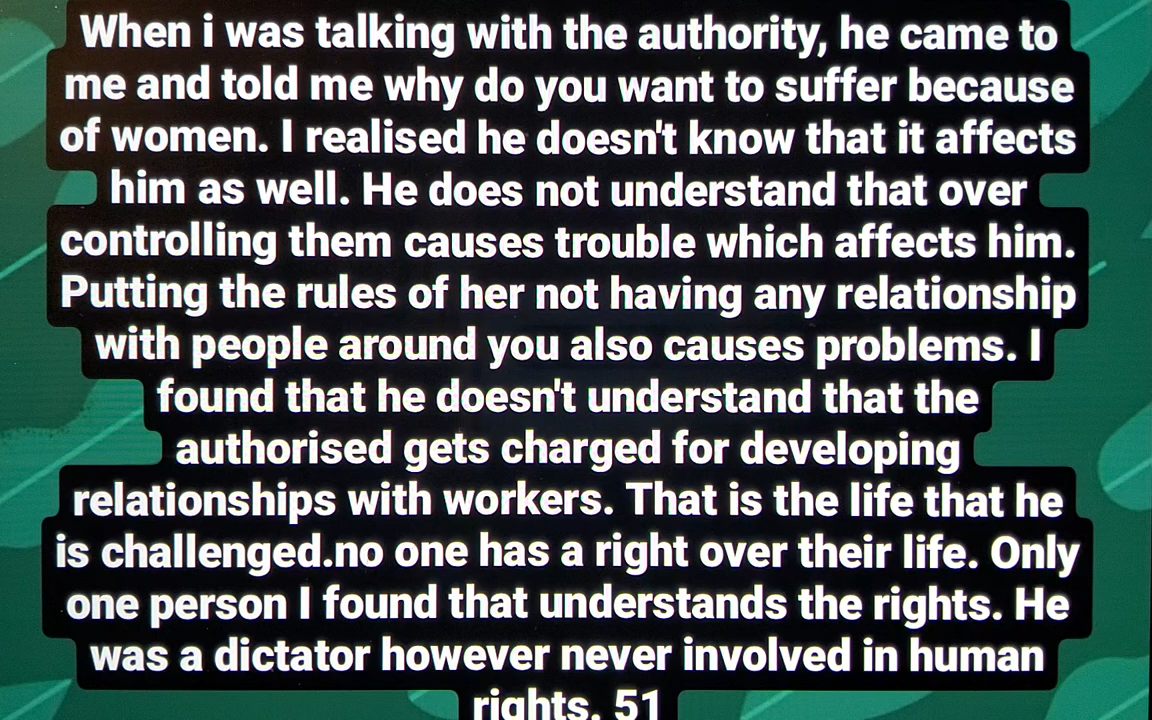 When i was talking with the authority, he came to
me and told me why do you want to suffer because
of women. I realised he doesn't know that it affects
him as well. He does not understand that over
controlling them causes trouble which affects him.
Putting the rules of her not having any relationship
with people around you also causes problems. I
found that he doesn't understand that the
authorised gets charged for developing
relationships with workers. That is the life that he
is challenged.no one has a right over their life. Only
one person I found that understands the rights. He
was a dictator however never involved in human
rights. 51